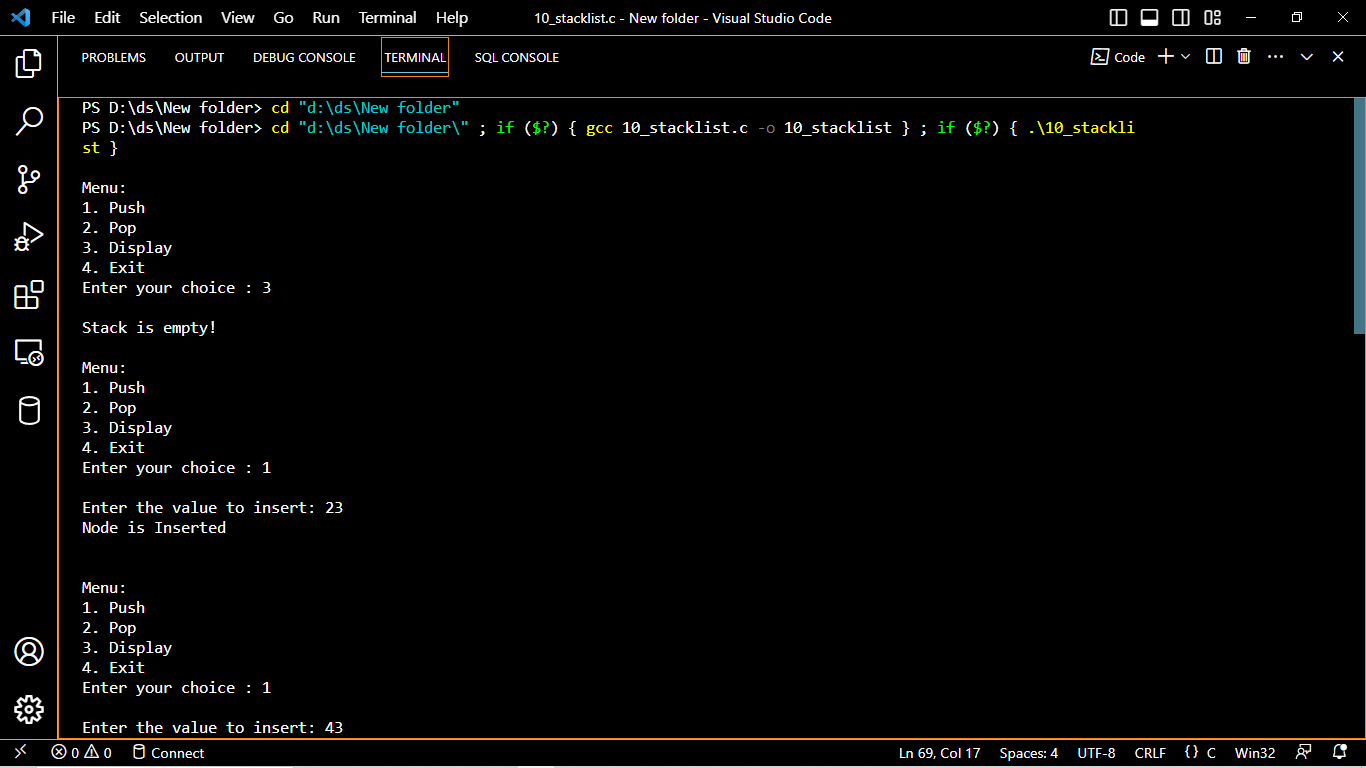 File Edit Selection View Go Run Terminal Help 10_stacklist.c - New folder - Visual Studio Code
PROBLEMS OUTPUT DEBUG CONSOLE TERMINAL SQL CONSOLE Code
PS D:\ds\New folder> cd "d:\ds\New folder"
PS D:\ds\New folder> cd "d:\ds\New folder\" ; if ($?) { gcc 10_stacklist.c -o 10_stacklist } ; if ($?) { .\10_stackli
st }
Menu:
1. Push
2. Pop
3. Display
4. Exit
Enter your choice : 3
Stack is empty!
Menu:
1. Push
2. Pop
3. Display
4. Exit
Enter your choice : 1
Enter the value to insert: 23
Node is Inserted
Menu:
1. Push
2. Pop
3. Display
4. Exit
Enter your choice : 1
Enter the value to insert: 43
0 0 Connect Ln 69, Col 17 Spaces: 4 UTF-8 CRLF {} C Win32